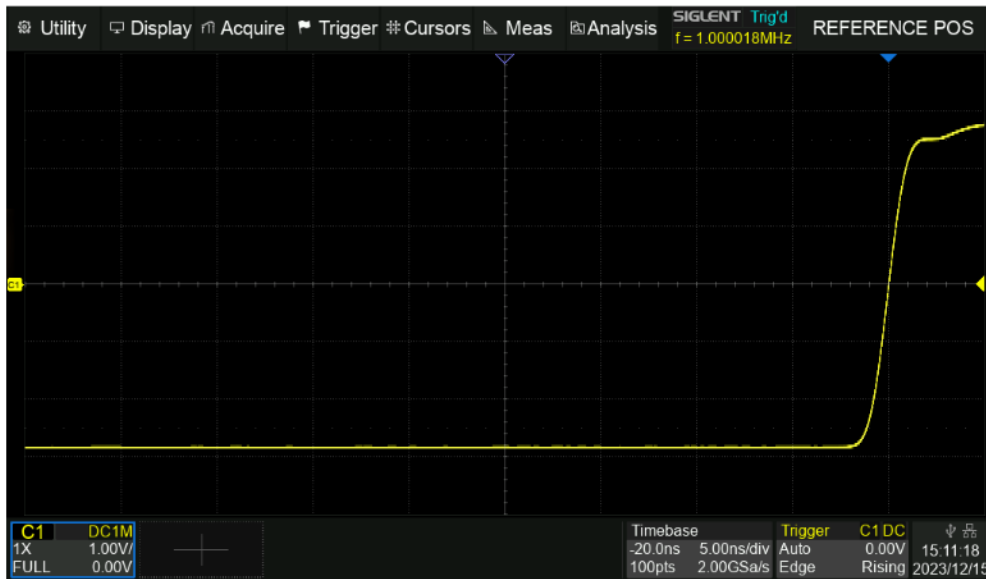 Utility Display Acquire Trigger Cursors Meas Analysis SIGLENT Trig'd REFERENCE POS
f = 1.000018MHz
C1
C1 DC1M
1X 1.00V/
FULL 0.00V
Timebase
-20.0ns 5.00ns/div
100pts 2.00GSa/s
Trigger C1 DC
Auto 0.00V
Edge Rising
15:11:18
2023/12/15